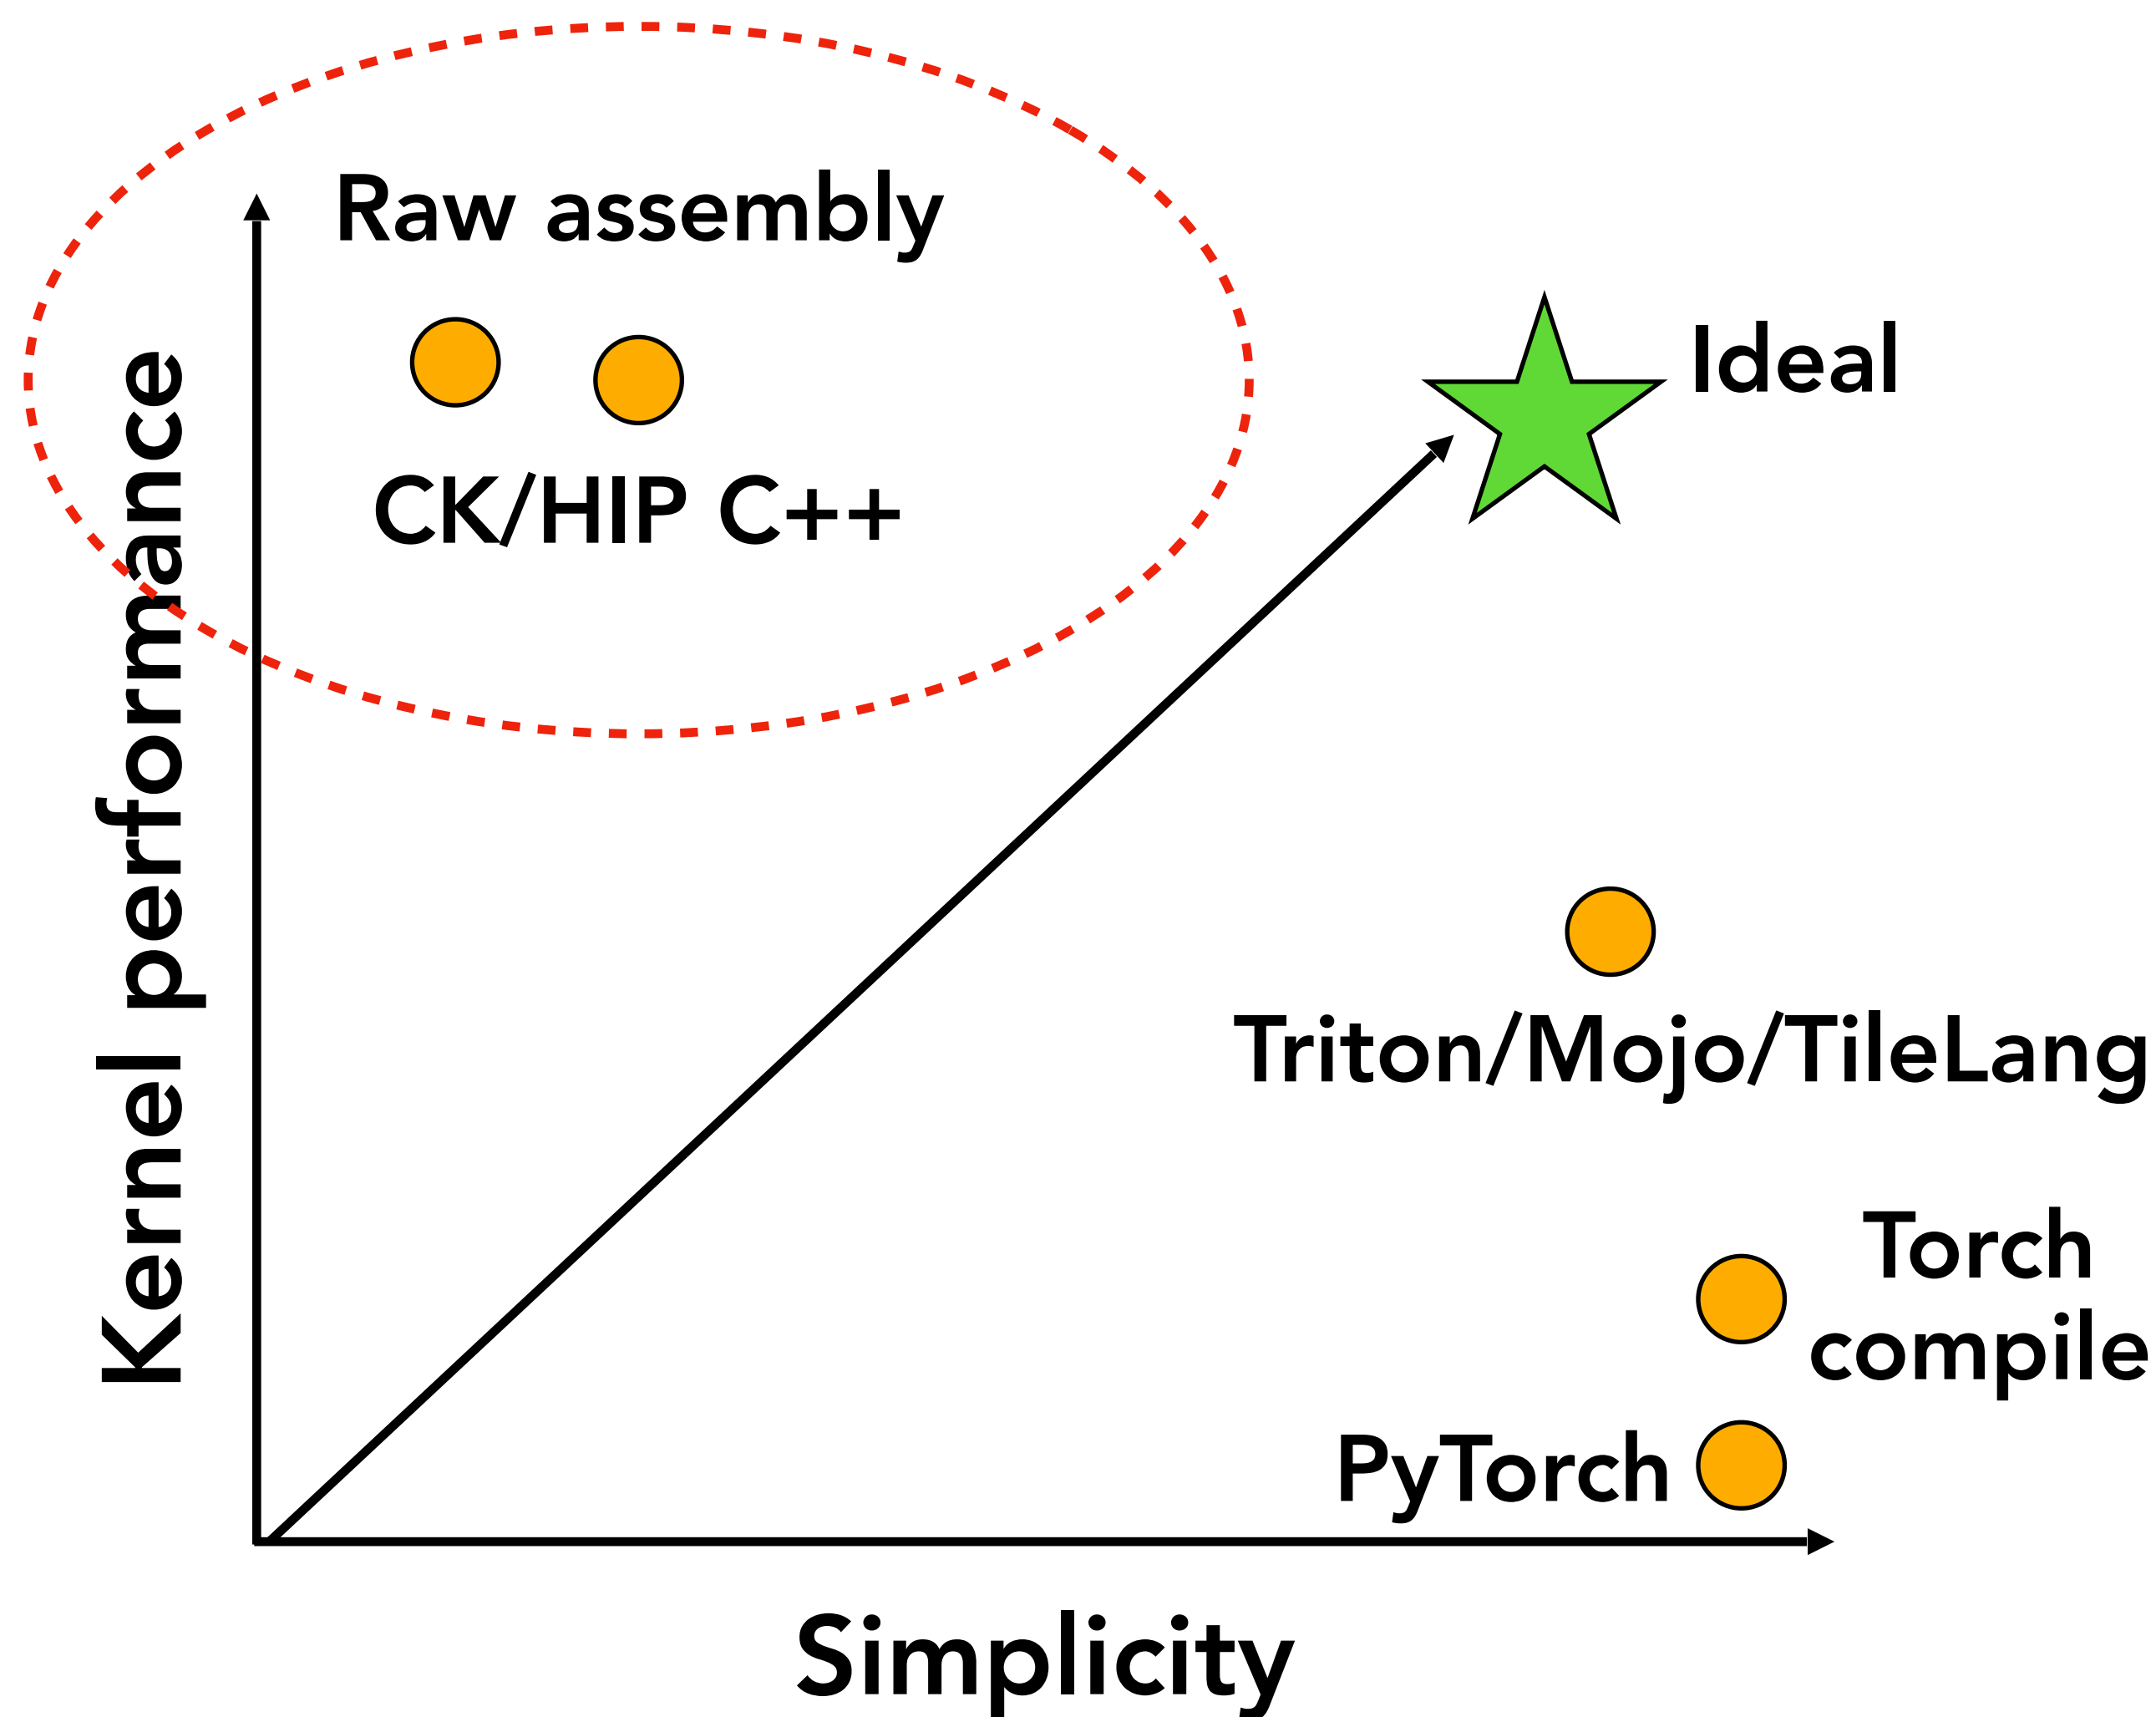 Raw assembly
Ideal
CK/HIP C++
Kernel performance
Triton/Mojo/TileLang
Torch
compile
PyTorch
Simplicity